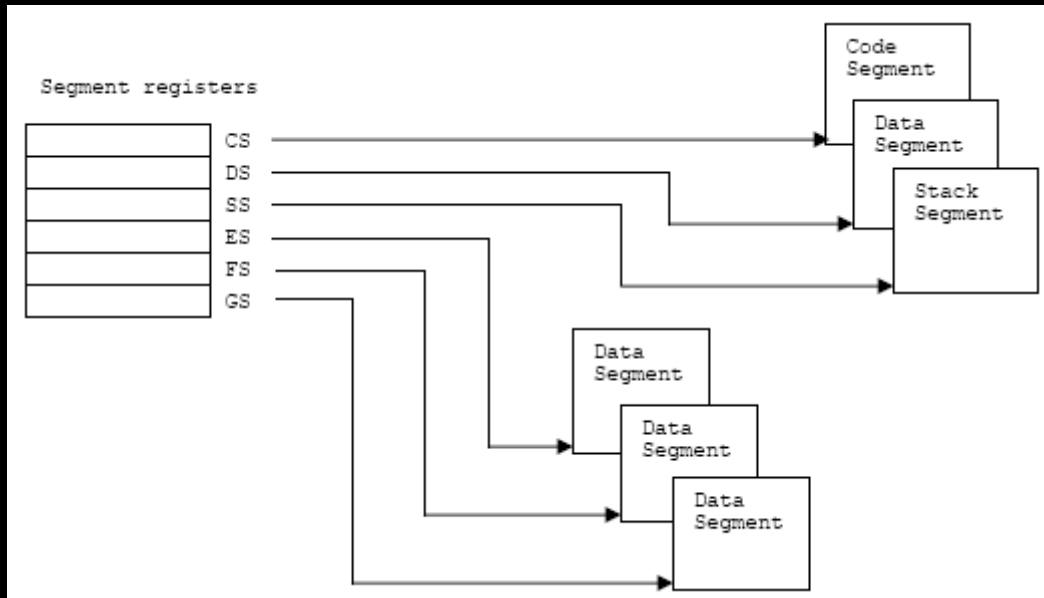 Code
Segment
Segment registers
Data
Segment
CS
DS
SS
ES
FS
GS
Stack
Segment
Data
Segment
Data
Segment
Data
Segment